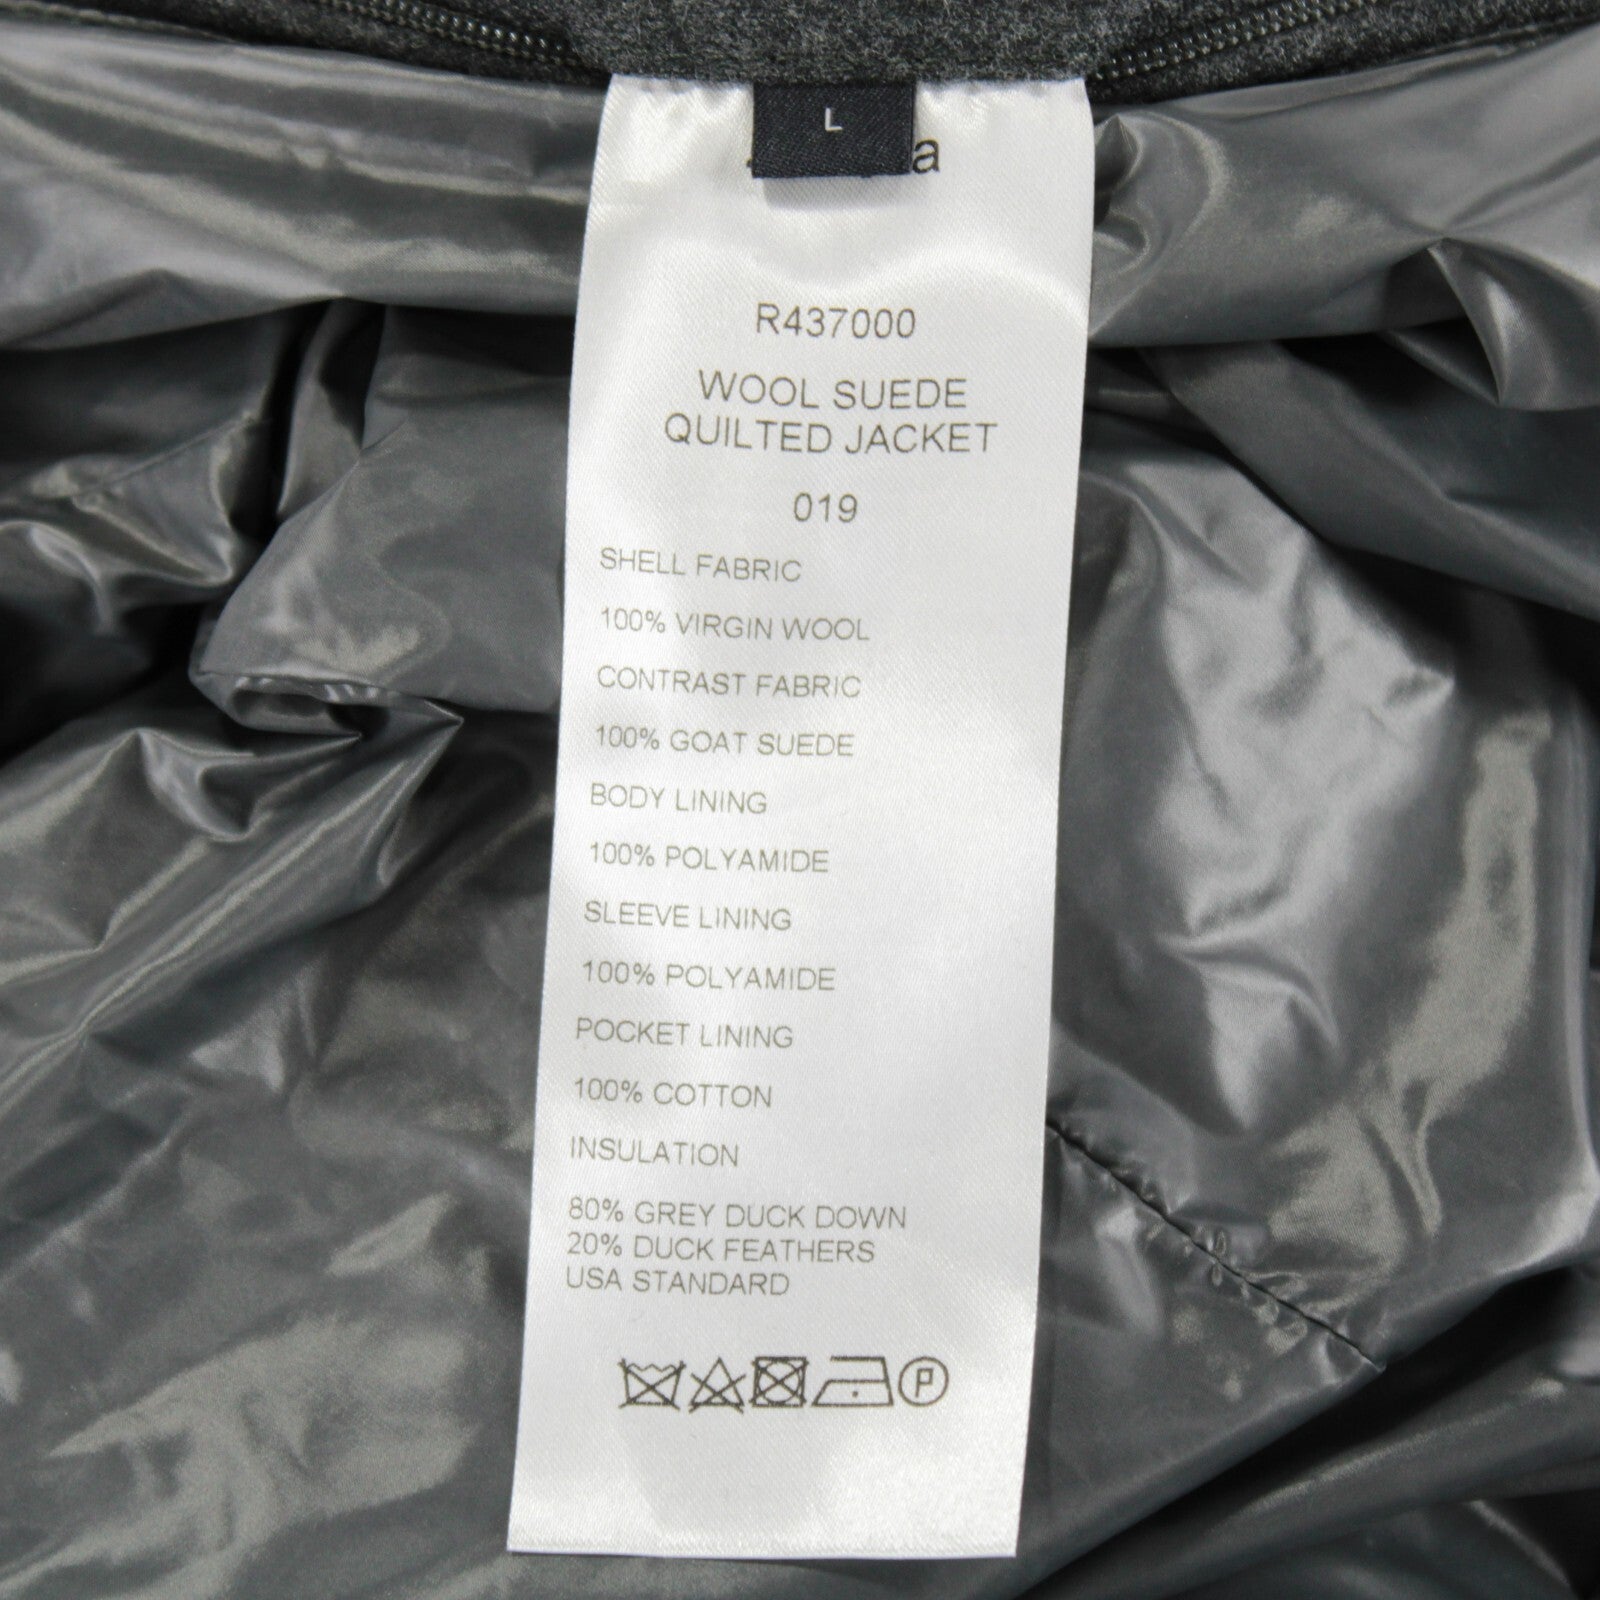 L
R437000
WOOL SUEDE
QUILTED JACKET
019
SHELL FABRIC
100% VIRGIN WOOL
CONTRAST FABRIC
100% GOAT SUEDE
BODY LINING
100% POLYAMIDE
SLEEVE LINING
100% POLYAMIDE
POCKET LINING
100% COTTON
INSULATION
80% GREY DUCK DOWN
20% DUCK FEATHERS
USA STANDARD
P